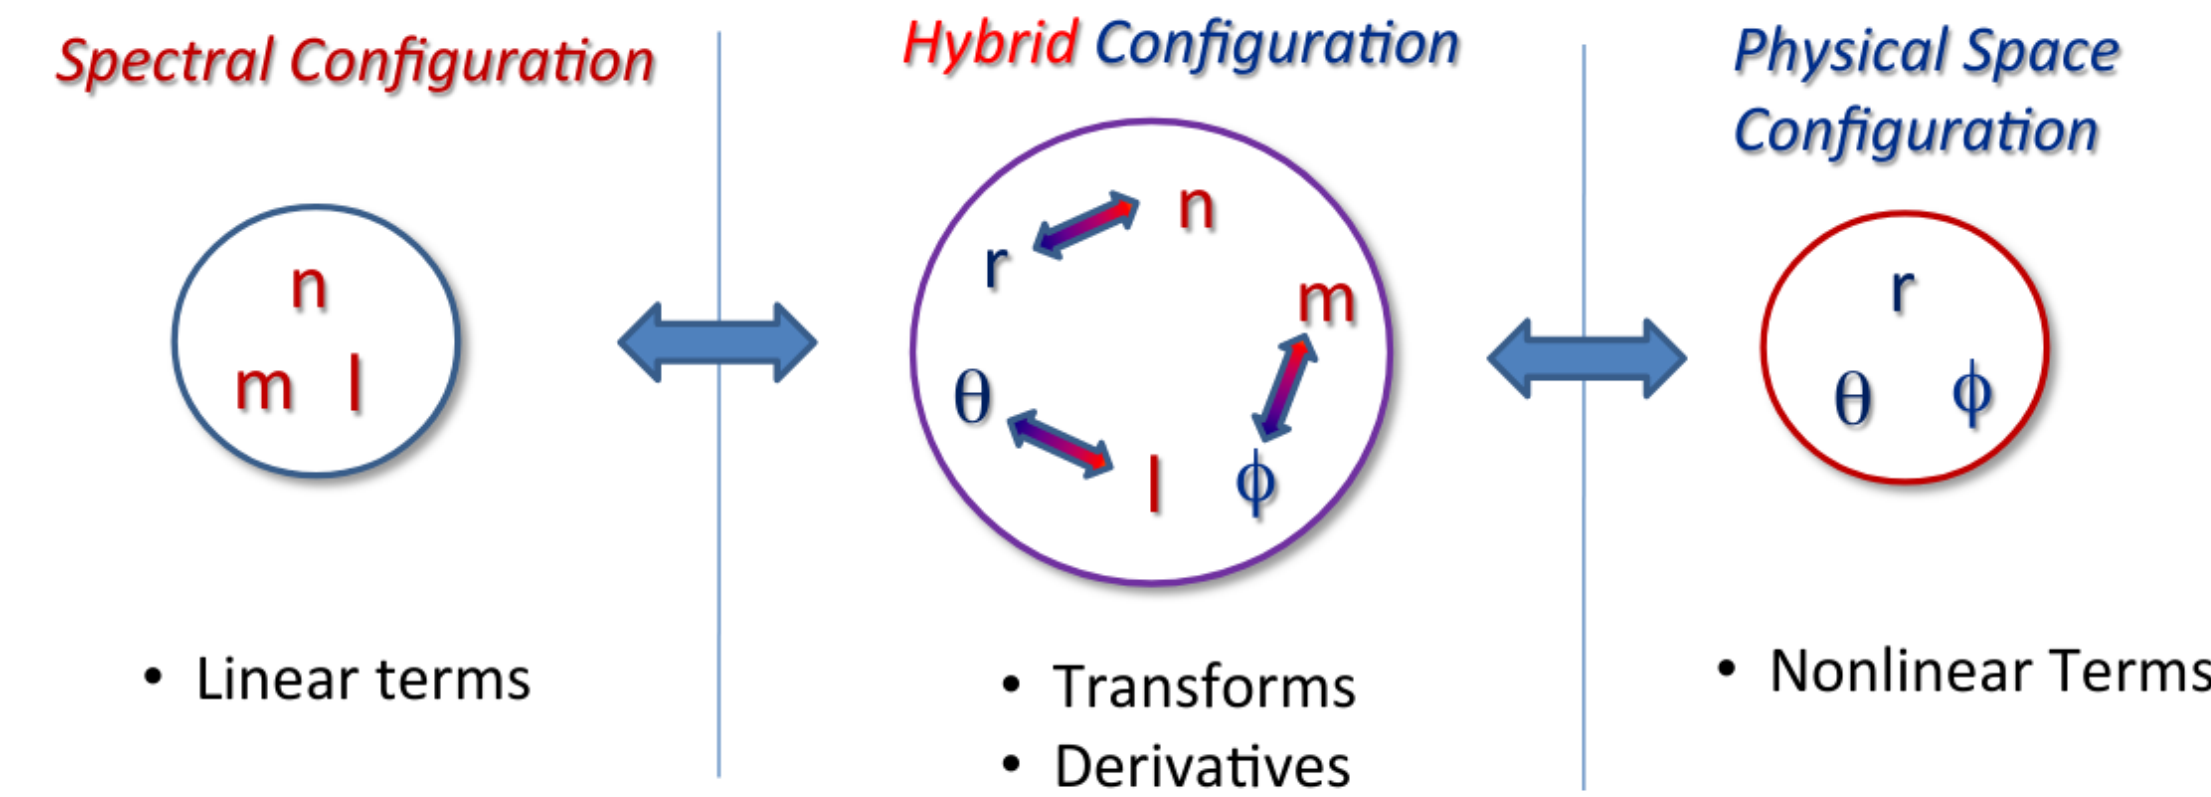 Spectral Configuration
n
m l
• Linear terms
Hybrid Configuration
n
r
m
θ
l ϕ
• Transforms
• Derivatives
Physical Space
Configuration
r
θ ϕ
• Nonlinear Terms